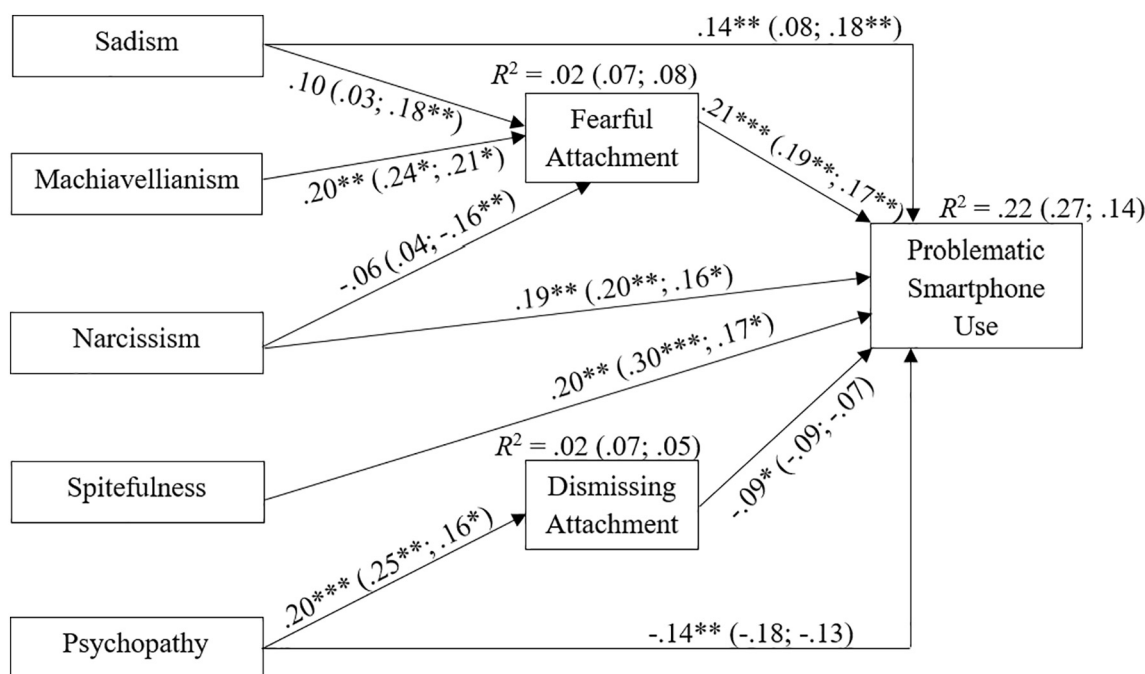 Sadism
.14** (.08; .18**)
R² = .02 (.07; .08)
.10 (.03; .18**)
Fearful
Attachment
.21*** (.19**; .17**)
Machiavellianism
.20** (.24*; .21*)
R² = .22 (.27; .14)
-.06 (.04; -.16**)
Problematic
Smartphone
Use
.19** (.20**; .16*)
Narcissism
.20** (.30***; .17*)
R² = .02 (.07; .05)
-.09* (-.09; -.07)
Spitefulness
Dismissing
Attachment
.20*** (.25**; .16*)
Psychopathy
-.14** (-.18; -.13)